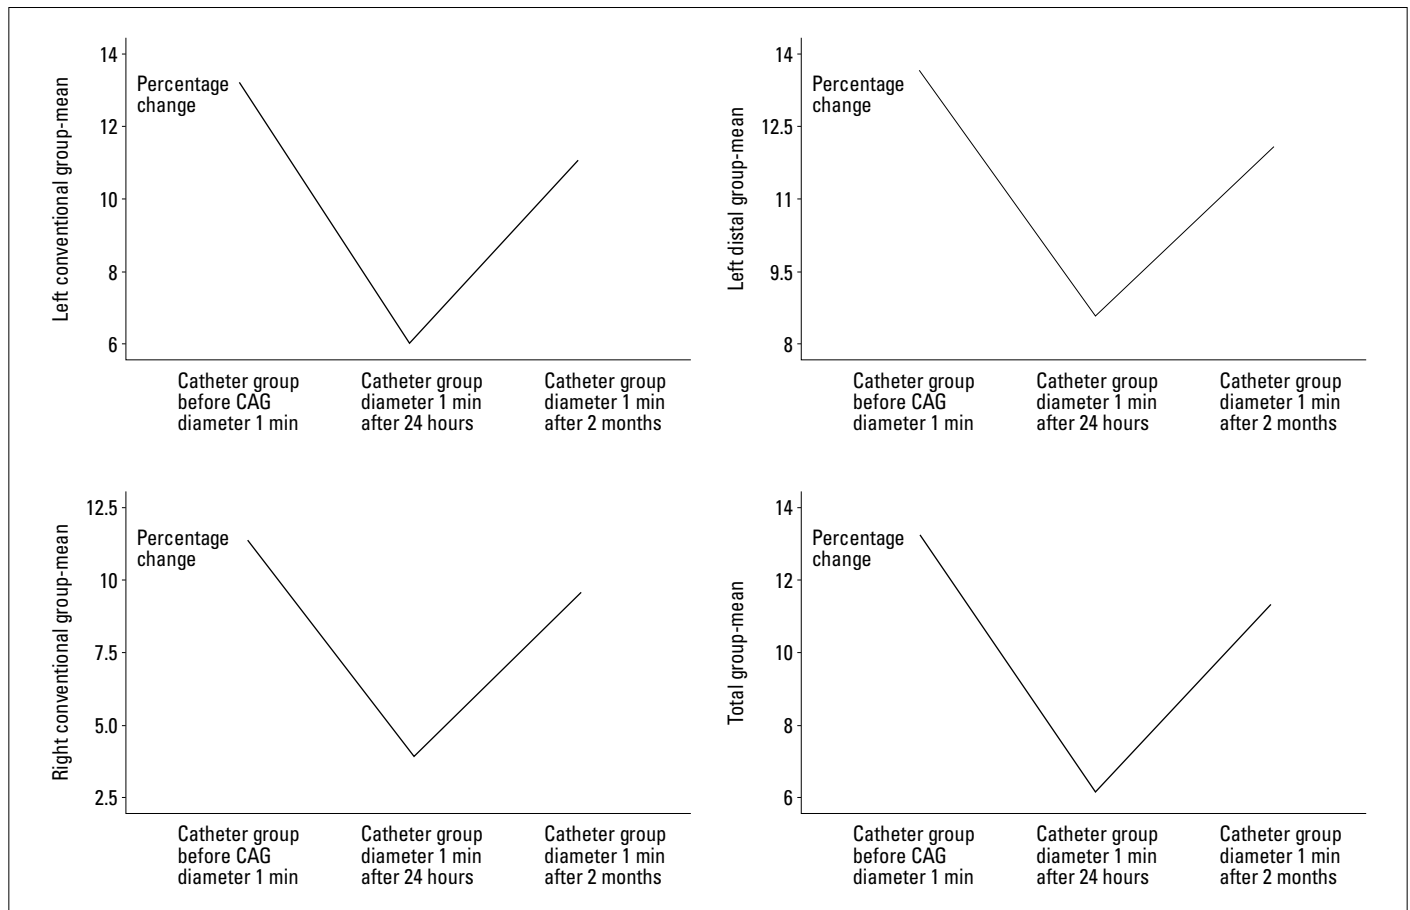 Left conventional group-mean
14
12
10
8
6
Percentage
change
Catheter group
before CAG
diameter 1 min
Catheter group
diameter 1 min
after 24 hours
Catheter group
diameter 1 min
after 2 months
Left distal group-mean
14
12.5
11
9.5
8
Percentage
change
Catheter group
before CAG
diameter 1 min
Catheter group
diameter 1 min
after 24 hours
Catheter group
diameter 1 min
after 2 months
Right conventional group-mean
12.5
10
7.5
5.0
2.5
Percentage
change
Catheter group
before CAG
diameter 1 min
Catheter group
diameter 1 min
after 24 hours
Catheter group
diameter 1 min
after 2 months
Total group-mean
14
12
10
8
6
Percentage
change
Catheter group
before CAG
diameter 1 min
Catheter group
diameter 1 min
after 24 hours
Catheter group
diameter 1 min
after 2 months